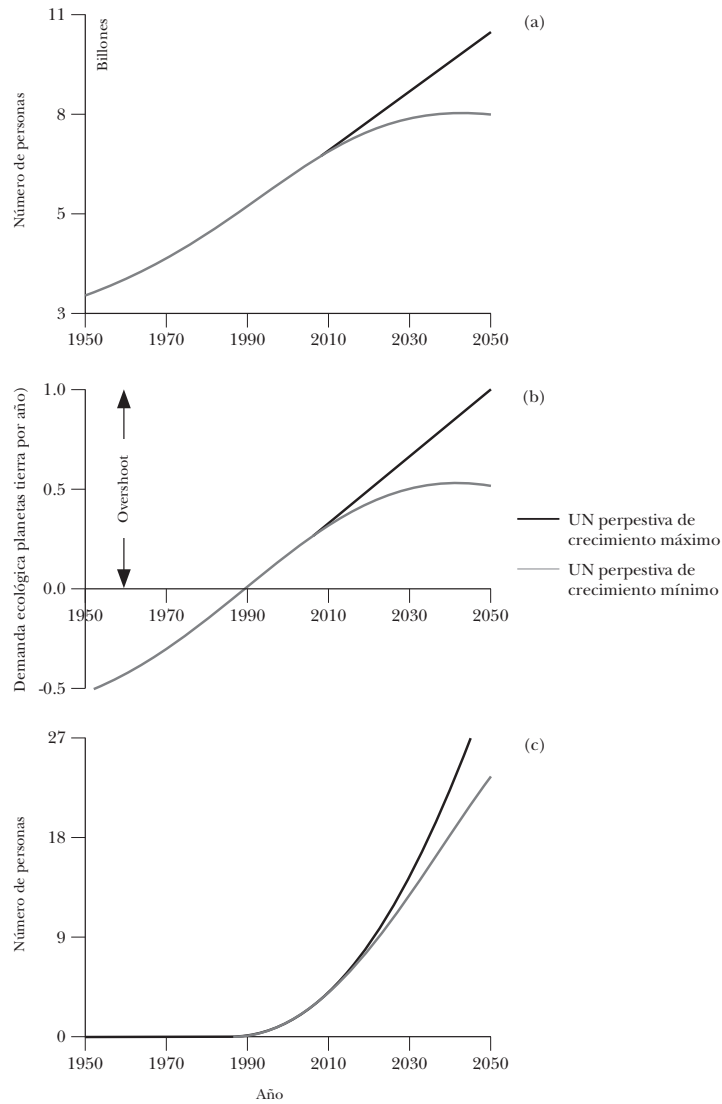 11
(a)
Billones
Número de personas
8
5
3
1950 1970 1990 2010 2030 2050
1.0
(b)
Demanda ecológica planetas tierra por año)
Overshoot
0.5
0.0
1950 1970 1990 2010 2030 2050
-0.5
UN perpestiva de
crecimiento máximo
UN perpestiva de
crecimiento mínimo
27
(c)
Número de personas
18
9
0
1950 1970 1990 2010 2030 2050
Año